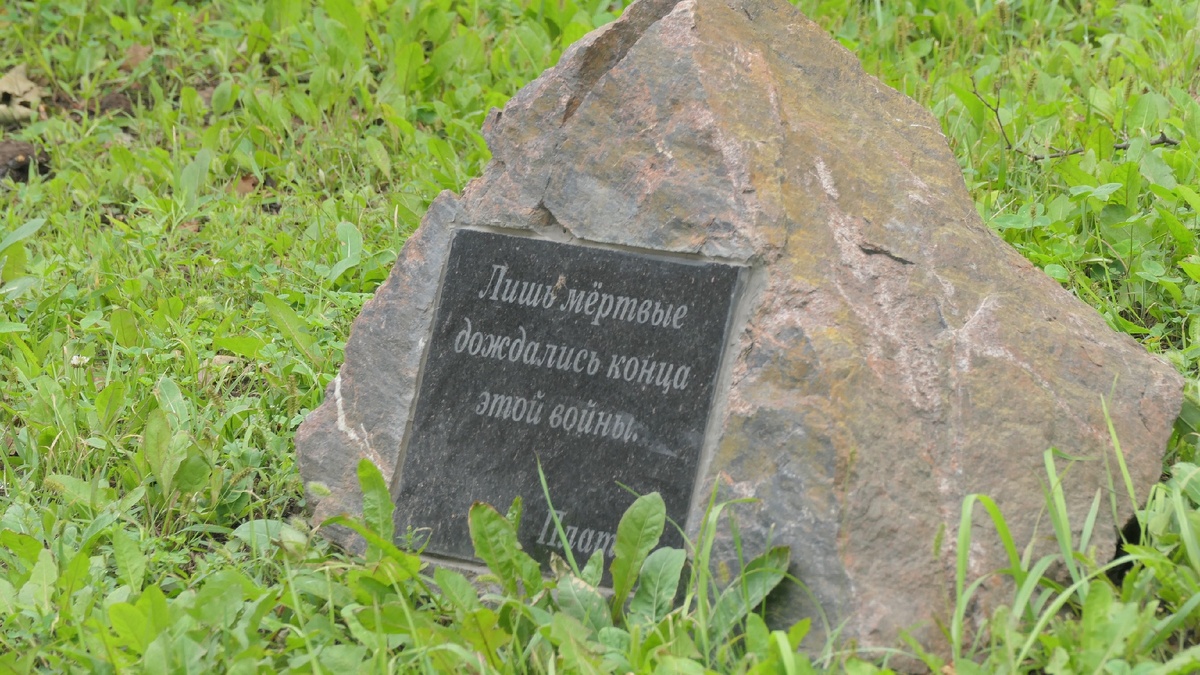 Лишь мёртвые
дождались конца
этой войны.